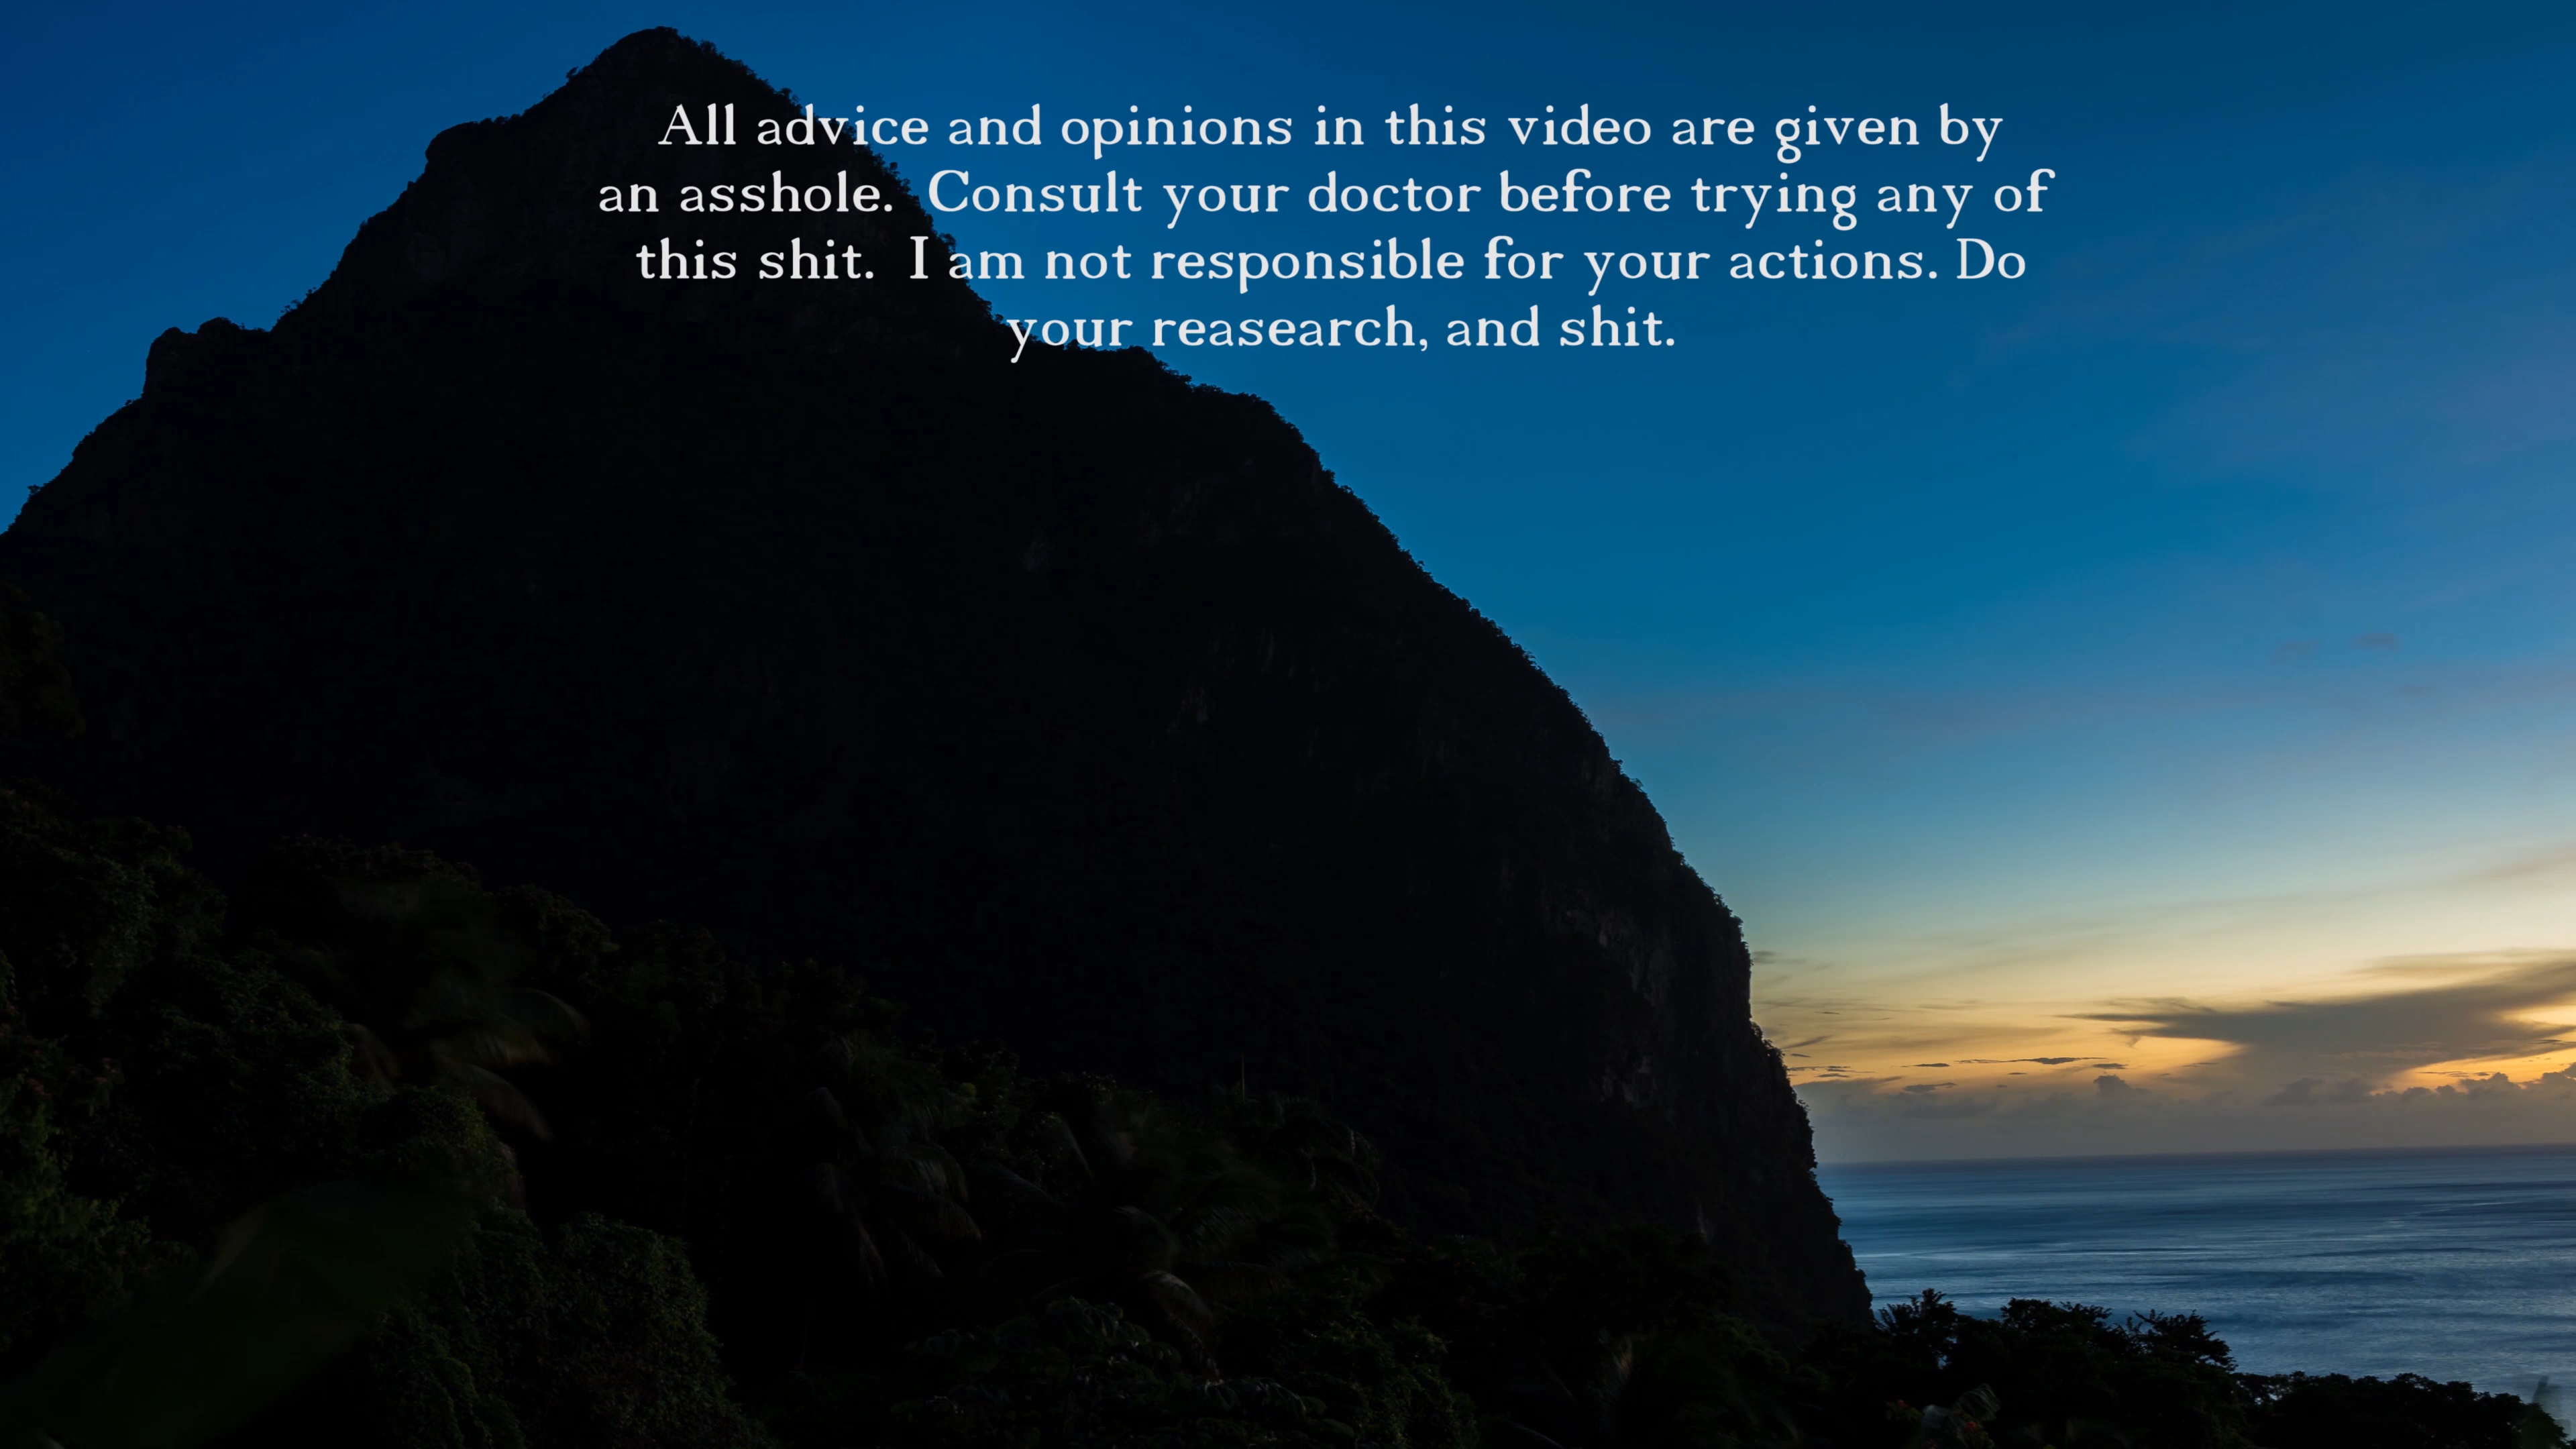 All advice and opinions in this video are given by
an asshole.  Consult your doctor before trying any of
this shit.  I am not responsible for your actions. Do
your reasearch, and shit.